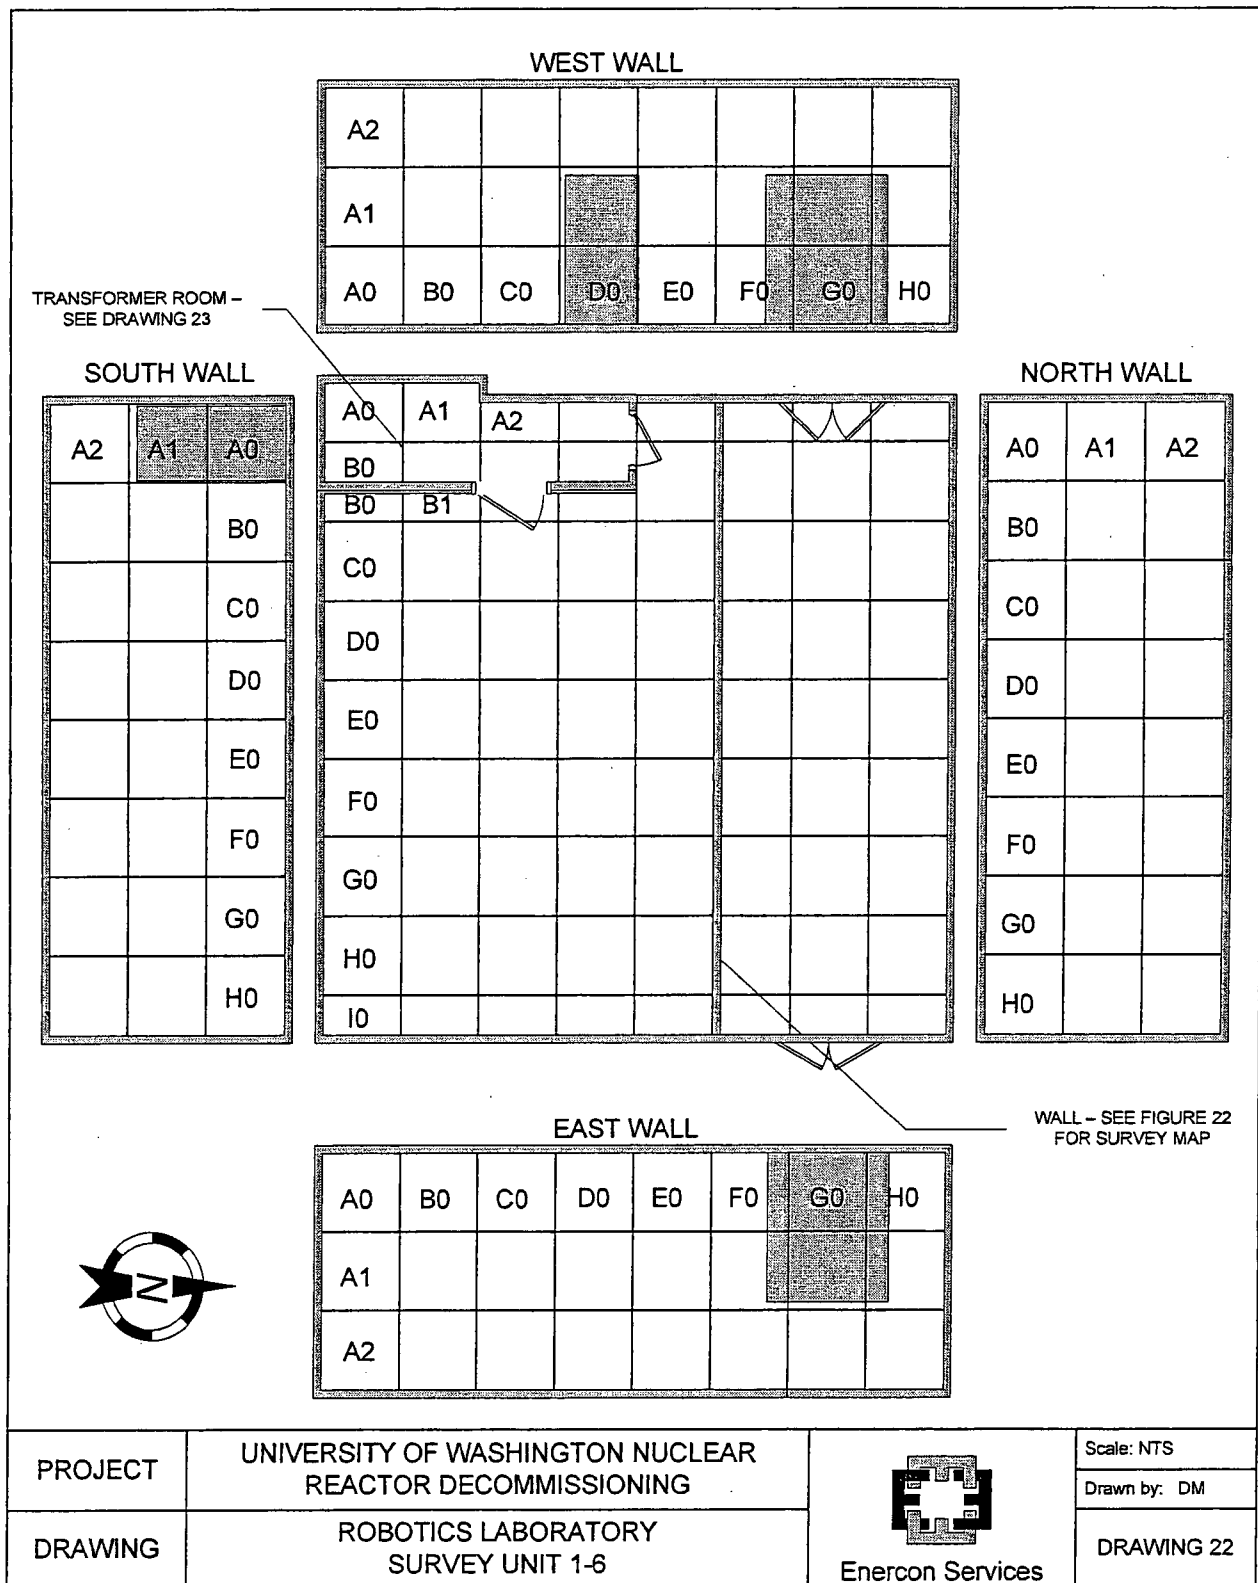 WEST WALL
A2
A1
A0 B0 C0 D0 E0 F0 G0 H0
TRANSFORMER ROOM –
SEE DRAWING 23
SOUTH WALL
A2 A1 A0
B0
C0
D0
E0
F0
G0
H0
A0 A1 A2
B0
B0 B1
C0
D0
E0
F0
G0
H0
I0
NORTH WALL
A0 A1 A2
B0
C0
D0
E0
F0
G0
H0
WALL – SEE FIGURE 22
FOR SURVEY MAP
EAST WALL
A0 B0 C0 D0 E0 F0 G0 H0
A1
A2
N
PROJECT
UNIVERSITY OF WASHINGTON NUCLEAR
REACTOR DECOMMISSIONING
DRAWING
ROBOTICS LABORATORY
SURVEY UNIT 1-6
Enercon Services
Scale: NTS
Drawn by: DM
DRAWING 22